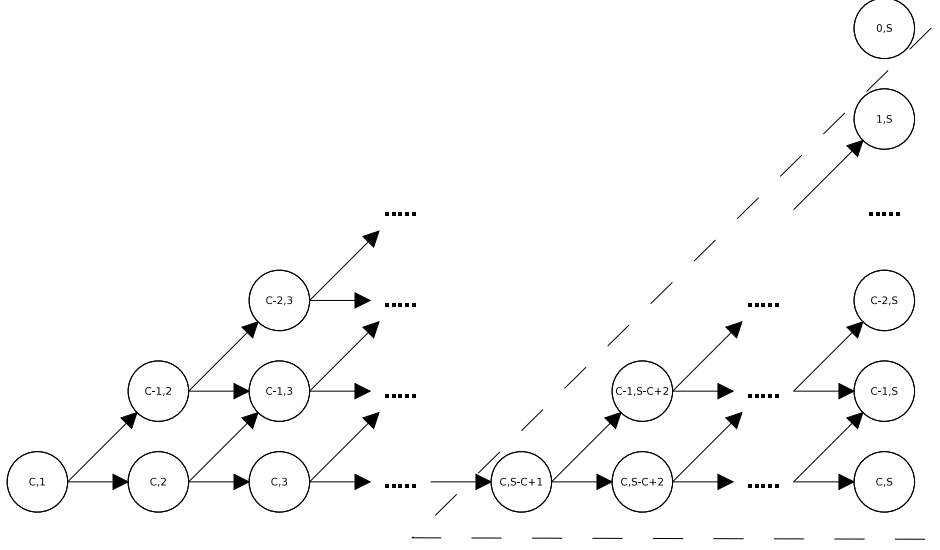 0,S
1,S
.....
.....
C-2,3
.....
.....
C-2,S
C-1,2
C-1,3
.....
C-1,S-C+2
.....
C-1,S
C,1
C,2
C,3
.....
C,S-C+1
C,S-C+2
.....
C,S